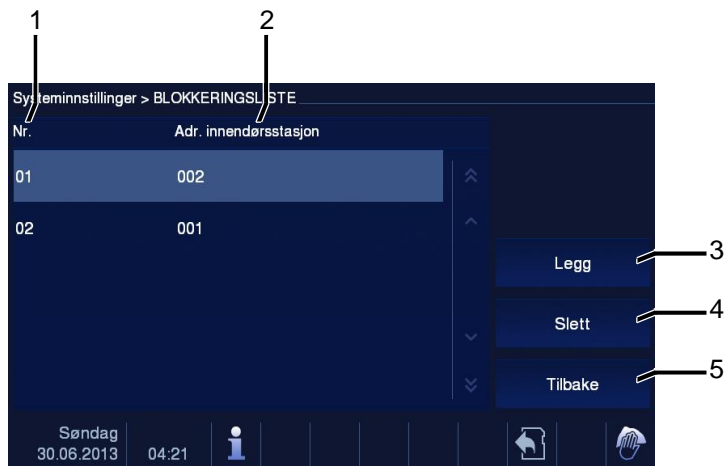 1 2
Systeminnstillinger > BLOKKERINGSLISTE
Nr. Adr. innendørsstasjon
01 002
02 001
Legg 3
Slett 4
Tilbake 5
Søndag
30.06.2013 04:21